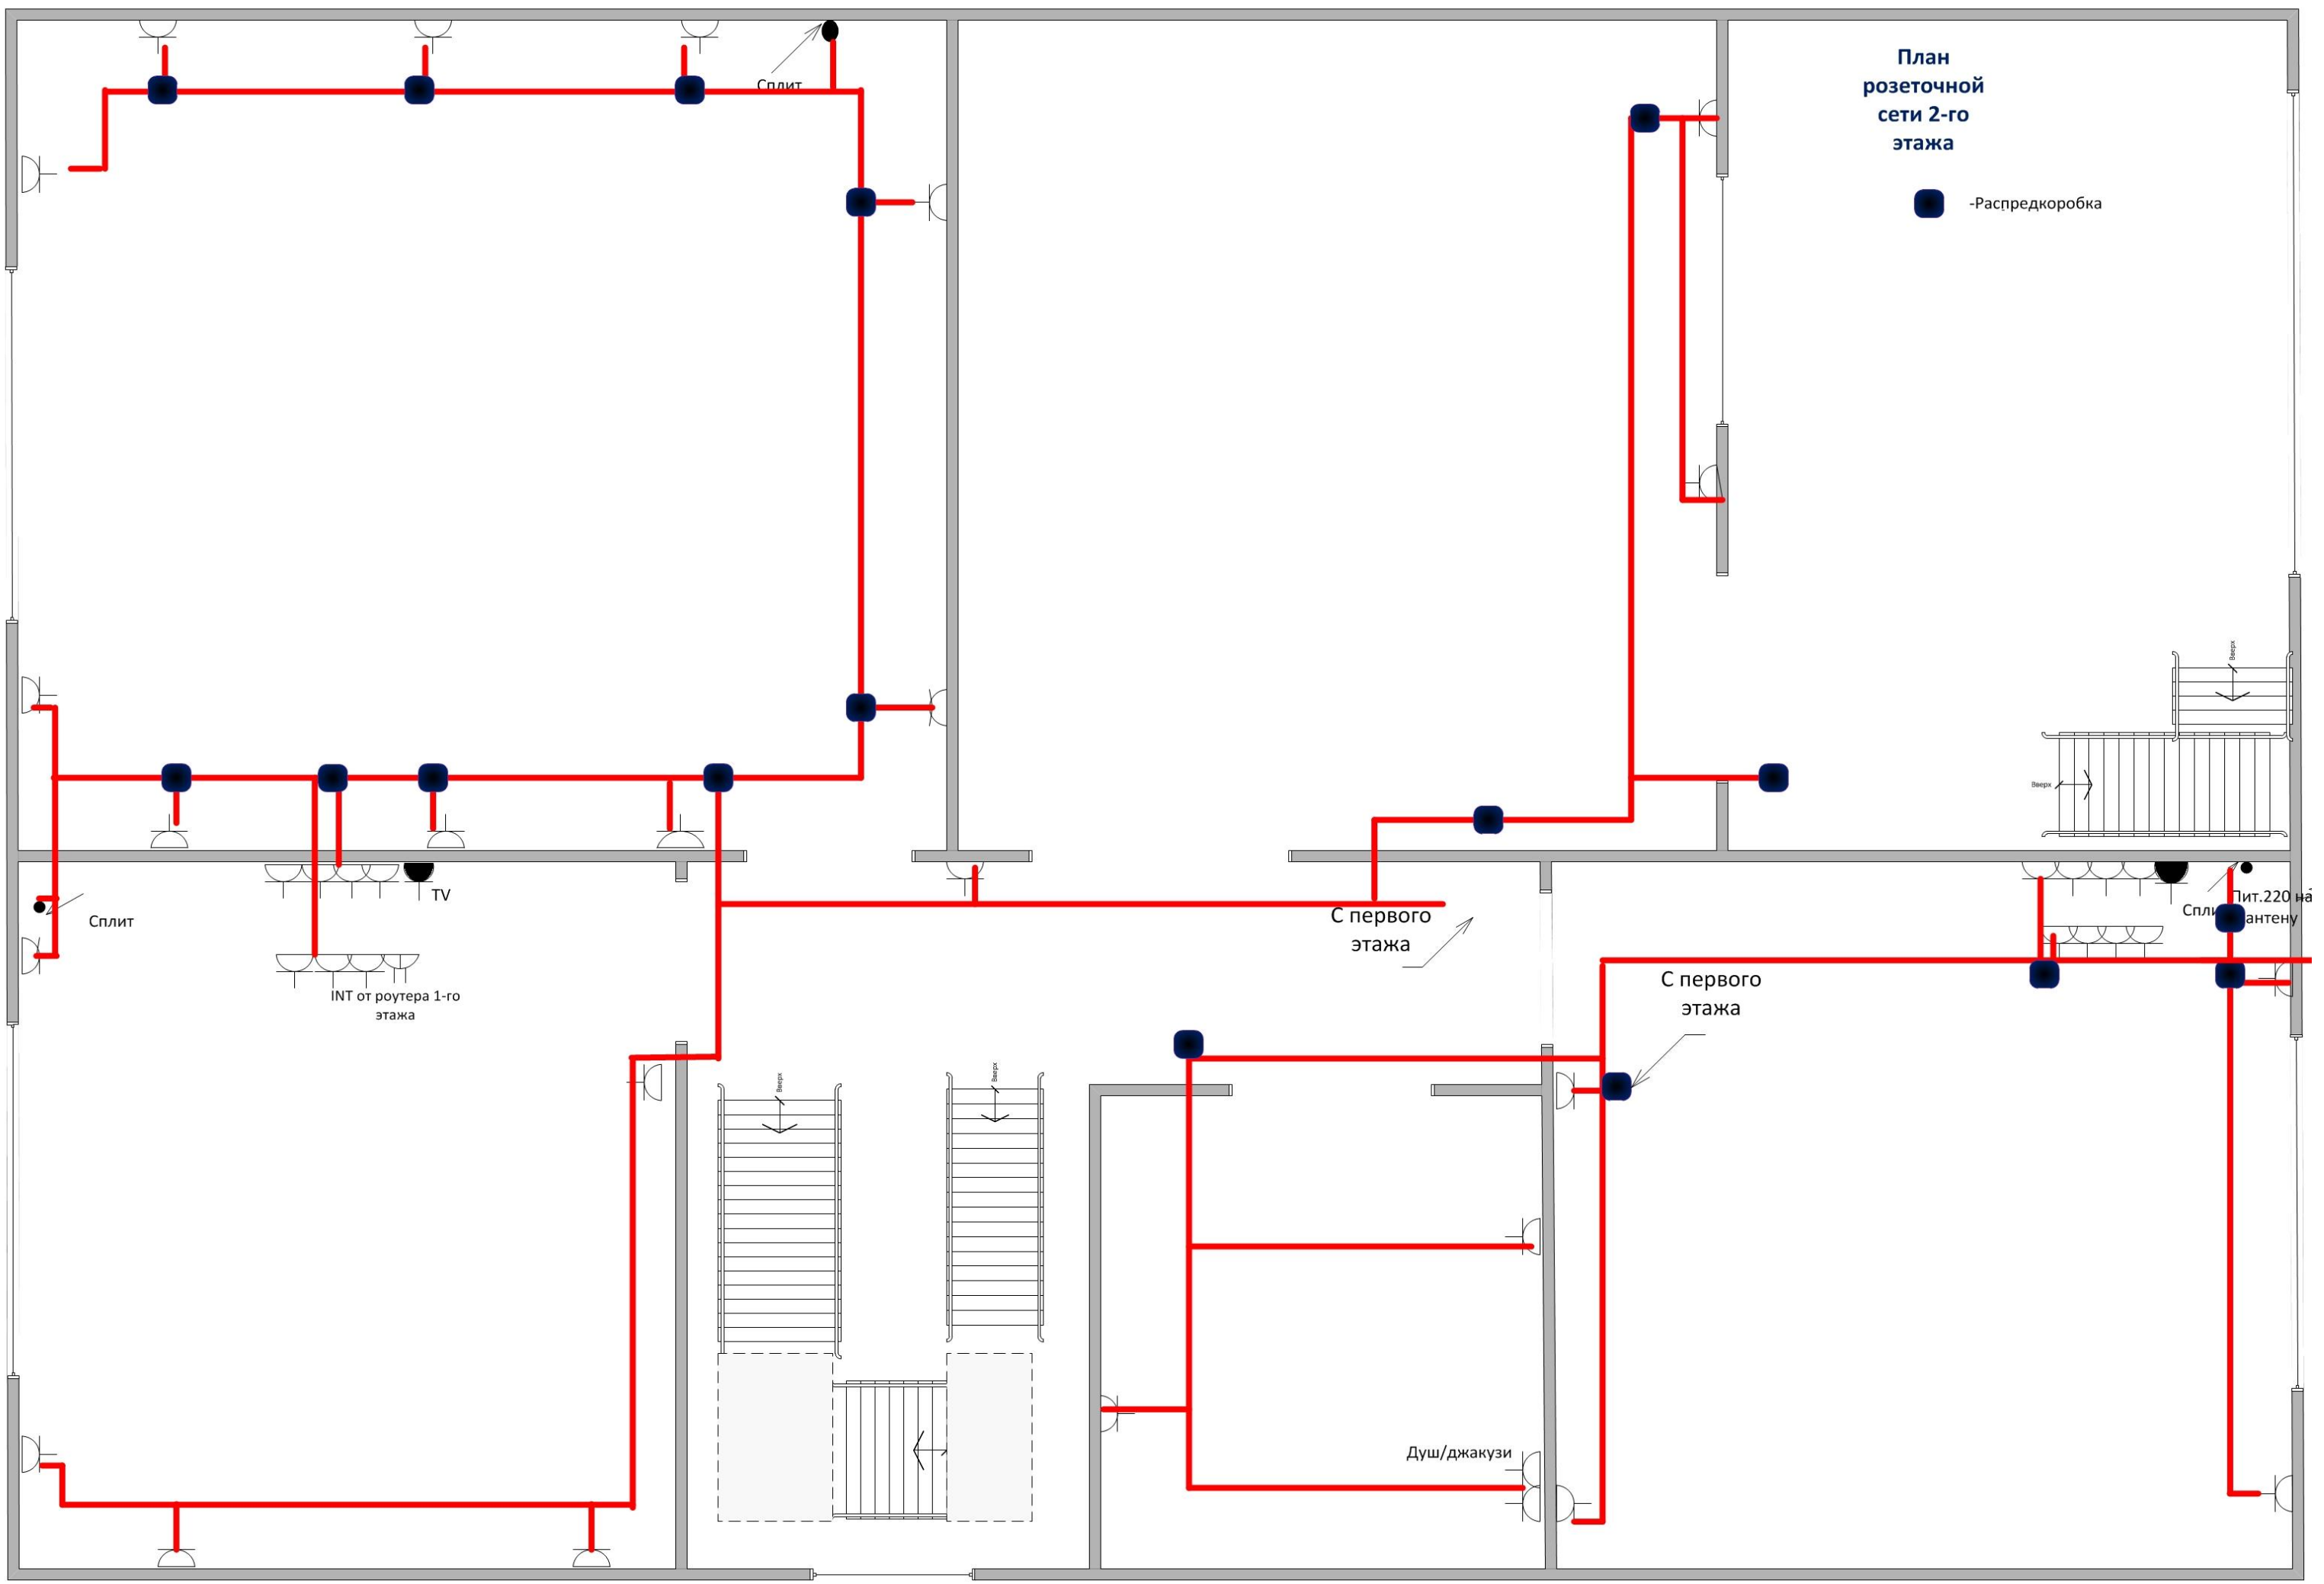 План
розеточной
сети 2-го
этажа
-Распредкоробка
Сплит
Вверх
Вверх
TV
Сплит
INT от роутера 1-го
этажа
С первого
этажа
С первого
этажа
Пит.220 на
антену
Вверх
Вверх
Душ/джакузи